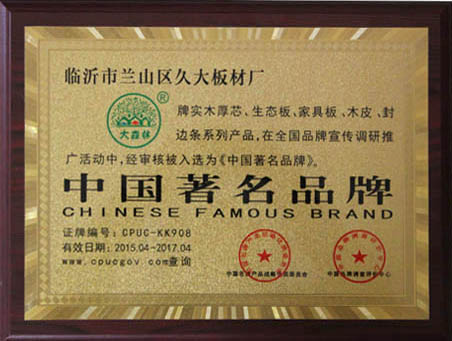 临沂市兰山区久大板材厂
大森林
®
牌实木厚芯、生态板、家具板、木皮、封
边条系列产品,在全国品牌宣传调研推
广活动中,经审核被入选为《中国著名品牌》。
中国著名品牌
CHINESE FAMOUS BRAND
证牌编号:CPUC-KK908
有效日期:2015.04-2017.04
www.cpucgov.com查询